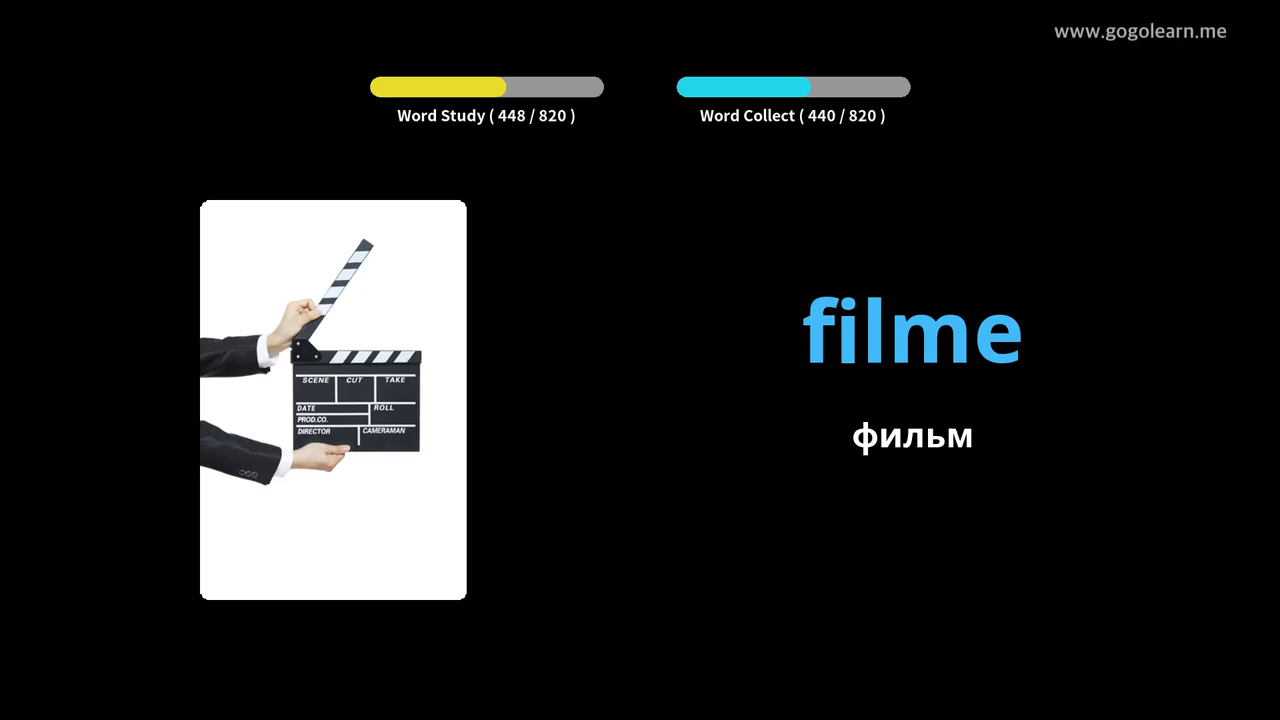 www.gogolearn.me
Word Study ( 448 / 820 )
Word Collect ( 440 / 820 )
SCENE CUT TAKE
DATE ROLL
PROD.CO.
DIRECTOR CAMERAMAN
filme
фильм